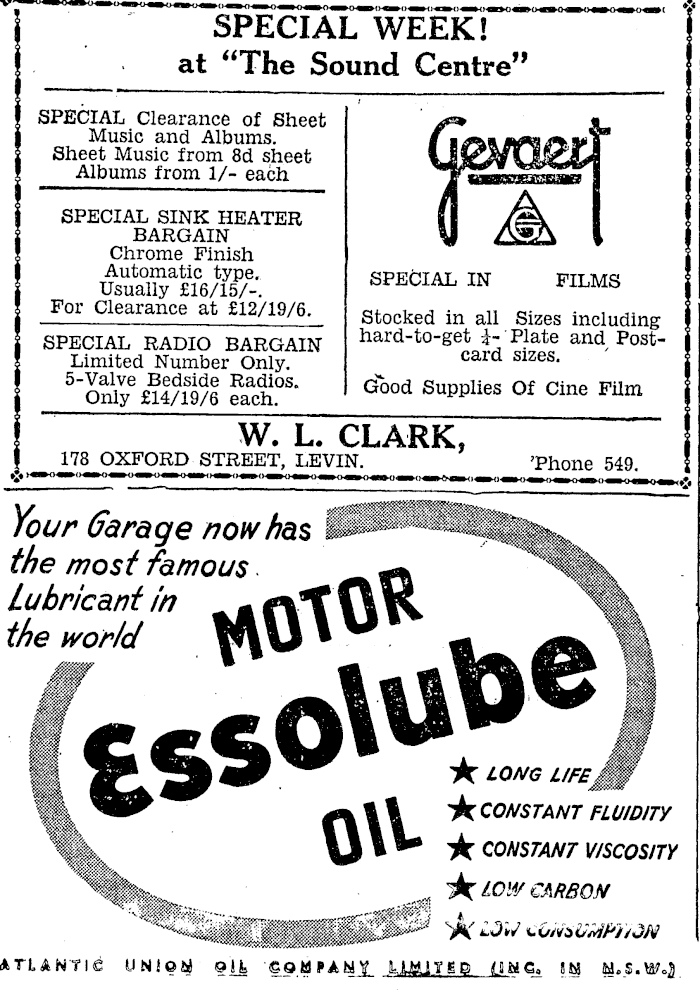 SPECIAL WEEK!
at "The Sound Centre"
SPECIAL Clearance of Sheet
Music and Albums.
Sheet Music from 8d sheet
Albums from 1/- each
SPECIAL SINK HEATER
BARGAIN
Chrome Finish
Automatic type.
Usually £16/15/-.
For Clearance at £12/19/6.
SPECIAL RADIO BARGAIN
Limited Number Only.
5-Valve Bedside Radios.
Only £14/19/6 each.
Gevaert
G
SPECIAL IN FILMS
Stocked in all Sizes including
hard-to-get ¼- Plate and Post-
card sizes.
Good Supplies Of Cine Film
W. L. CLARK,
178 OXFORD STREET, LEVIN. 'Phone 549.
Your Garage now has
the most famous
Lubricant in
the world
MOTOR
Essolube
OIL
★ LONG LIFE
★ CONSTANT FLUIDITY
★ CONSTANT VISCOSITY
★ LOW CARBON
★ LOW CONSUMPTION
ATLANTIC UNION OIL COMPANY LIMITED (INC. IN N.S.W.)